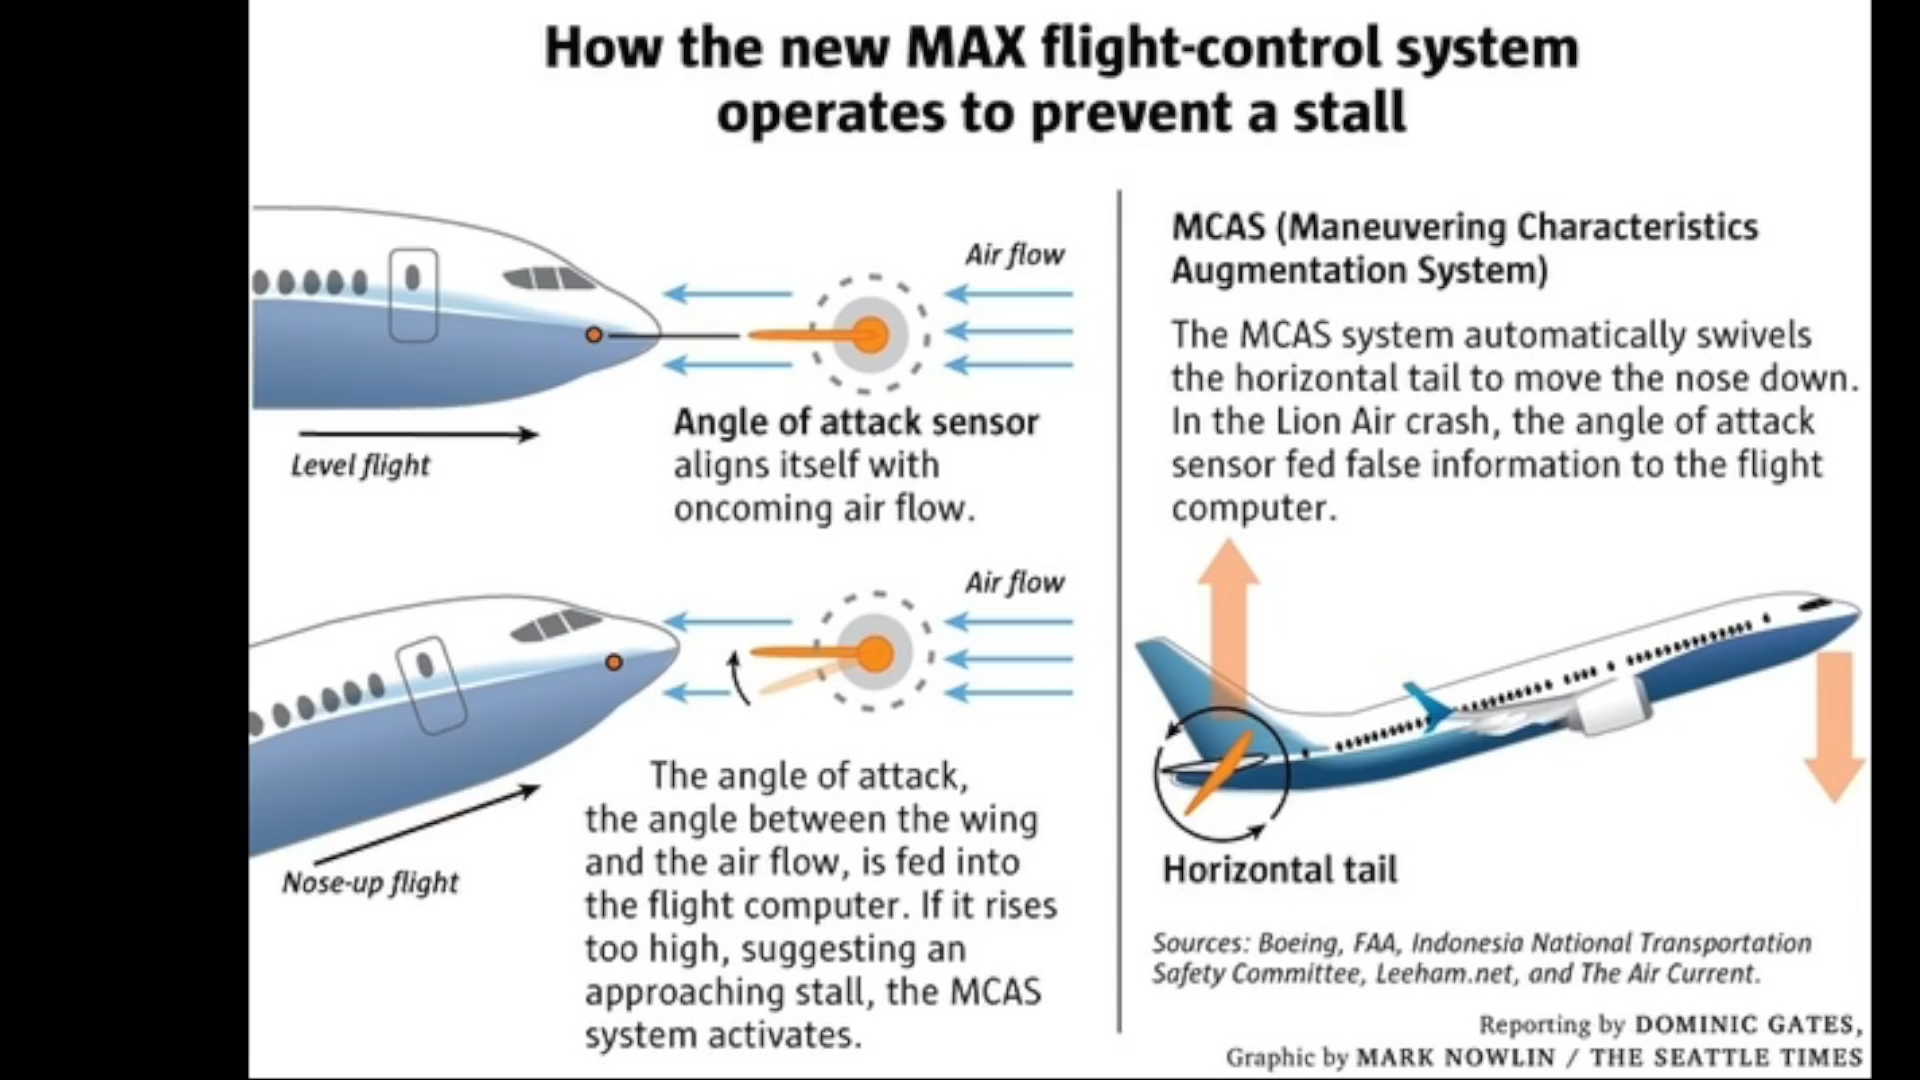 How the new MAX flight-control system
operates to prevent a stall
Air flow
Level flight
Angle of attack sensor
aligns itself with
oncoming air flow.
Air flow
Nose-up flight
The angle of attack,
the angle between the wing
and the air flow, is fed into
the flight computer. If it rises
too high, suggesting an
approaching stall, the MCAS
system activates.
MCAS (Maneuvering Characteristics
Augmentation System)
The MCAS system automatically swivels
the horizontal tail to move the nose down.
In the Lion Air crash, the angle of attack
sensor fed false information to the flight
computer.
Horizontal tail
Sources: Boeing, FAA, Indonesia National Transportation
Safety Committee, Leeham.net, and The Air Current.
Reporting by DOMINIC GATES,
Graphic by MARK NOWLIN / THE SEATTLE TIMES